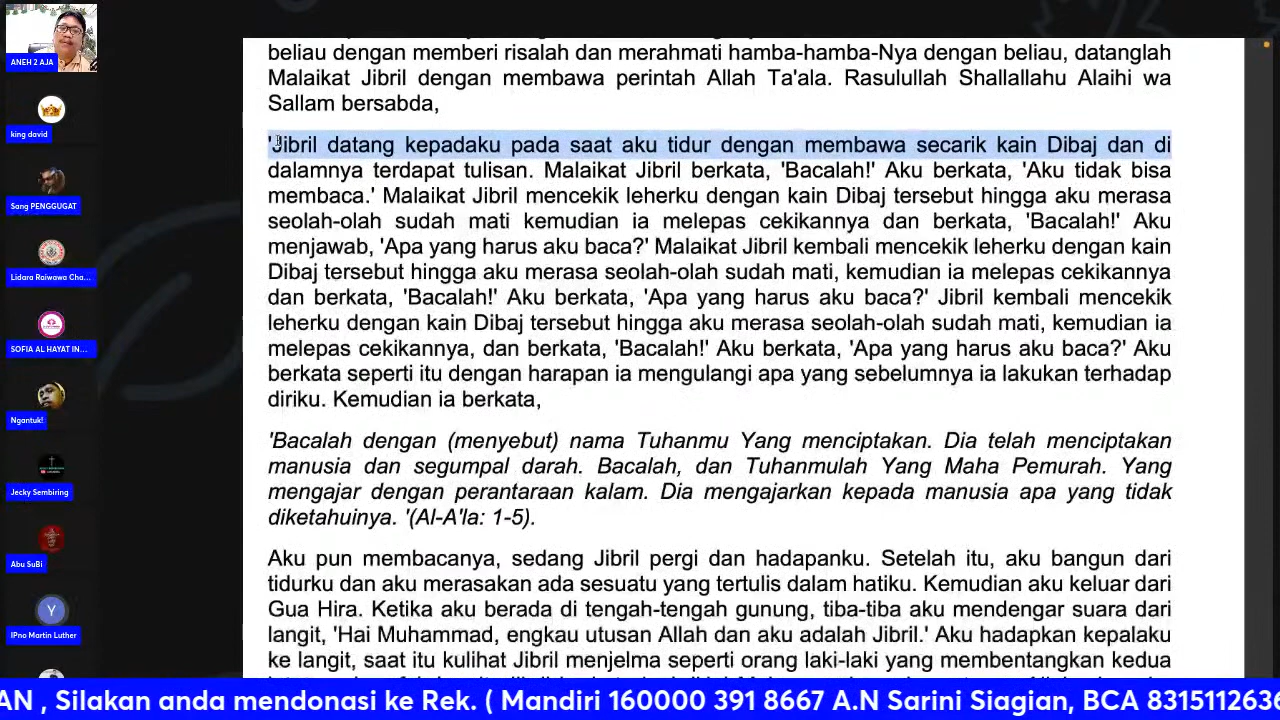 ANEH 2 AJA
king david
Sang PENGGUGAT
Lidara Raiwawa Cha...
SOFIA AL HAYAT IN...
Ngantuk!
Jecky Sembiring
Abu SuBi
Y
IPno Martin Luther
beliau dengan memberi risalah dan merahmati hamba-hamba-Nya dengan beliau, datanglah
Malaikat Jibril dengan membawa perintah Allah Ta'ala. Rasulullah Shallallahu Alaihi wa
Sallam bersabda,
'Jibril datang kepadaku pada saat aku tidur dengan membawa secarik kain Dibaj dan di
dalamnya terdapat tulisan. Malaikat Jibril berkata, 'Bacalah!' Aku berkata, 'Aku tidak bisa
membaca.' Malaikat Jibril mencekik leherku dengan kain Dibaj tersebut hingga aku merasa
seolah-olah sudah mati kemudian ia melepas cekikannya dan berkata, 'Bacalah!' Aku
menjawab, 'Apa yang harus aku baca?' Malaikat Jibril kembali mencekik leherku dengan kain
Dibaj tersebut hingga aku merasa seolah-olah sudah mati, kemudian ia melepas cekikannya
dan berkata, 'Bacalah!' Aku berkata, 'Apa yang harus aku baca?' Jibril kembali mencekik
leherku dengan kain Dibaj tersebut hingga aku merasa seolah-olah sudah mati, kemudian ia
melepas cekikannya, dan berkata, 'Bacalah!' Aku berkata, 'Apa yang harus aku baca?' Aku
berkata seperti itu dengan harapan ia mengulangi apa yang sebelumnya ia lakukan terhadap
diriku. Kemudian ia berkata,
'Bacalah dengan (menyebut) nama Tuhanmu Yang menciptakan. Dia telah menciptakan
manusia dan segumpal darah. Bacalah, dan Tuhanmulah Yang Maha Pemurah. Yang
mengajar dengan perantaraan kalam. Dia mengajarkan kepada manusia apa yang tidak
diketahuinya. '(Al-A'la: 1-5).
Aku pun membacanya, sedang Jibril pergi dan hadapanku. Setelah itu, aku bangun dari
tidurku dan aku merasakan ada sesuatu yang tertulis dalam hatiku. Kemudian aku keluar dari
Gua Hira. Ketika aku berada di tengah-tengah gunung, tiba-tiba aku mendengar suara dari
langit, 'Hai Muhammad, engkau utusan Allah dan aku adalah Jibril.' Aku hadapkan kepalaku
ke langit, saat itu kulihat Jibril menjelma seperti orang laki-laki yang membentangkan kedua
AN , Silakan anda mendonasi ke Rek. ( Mandiri 160000 391 8667 A.N Sarini Siagian, BCA 8315112636